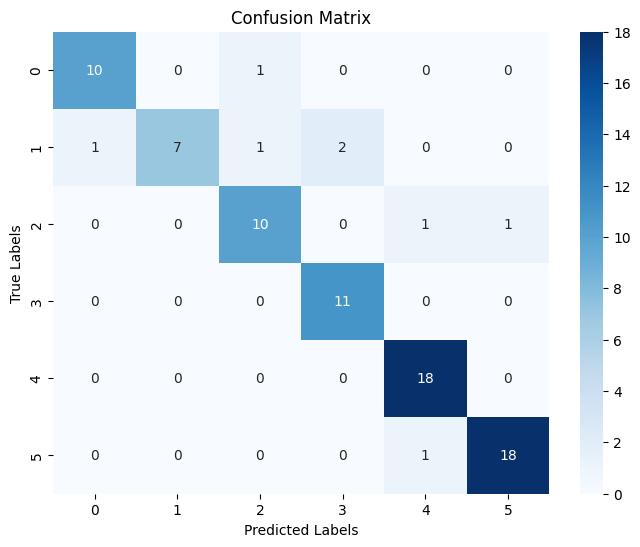 Confusion Matrix
0 10 0 1 0 0 0
1 1 7 1 2 0 0
2 0 0 10 0 1 1
3 0 0 0 11 0 0
4 0 0 0 0 18 0
5 0 0 0 0 1 18
0 1 2 3 4 5
Predicted Labels
True Labels
18
16
14
12
10
8
6
4
2
0